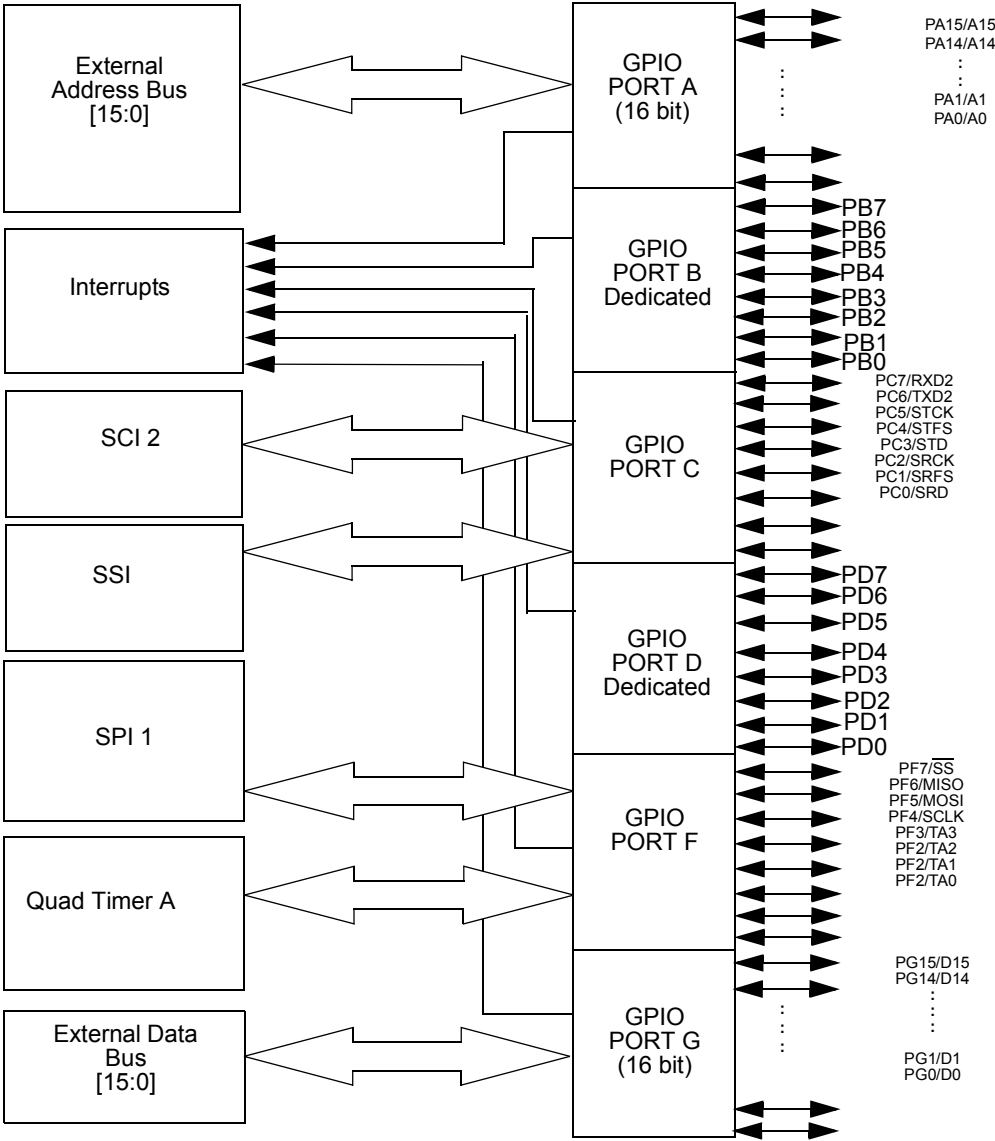 External
Address Bus
[15:0]
Interrupts
SCI 2
SSI
SPI 1
Quad Timer A
External Data
Bus
[15:0]
GPIO
PORT A
(16 bit)
GPIO
PORT B
Dedicated
GPIO
PORT C
GPIO
PORT D
Dedicated
GPIO
PORT F
GPIO
PORT G
(16 bit)
PA15/A15
PA14/A14
PA1/A1
PA0/A0
PB7
PB6
PB5
PB4
PB3
PB2
PB1
PB0
PC7/RXD2
PC6/TXD2
PC5/STCK
PC4/STFS
PC3/STD
PC2/SRCK
PC1/SRFS
PC0/SRD
PD7
PD6
PD5
PD4
PD3
PD2
PD1
PD0
PF7/S̅S̅
PF6/MISO
PF5/MOSI
PF4/SCLK
PF3/TA3
PF2/TA2
PF2/TA1
PF2/TA0
PG15/D15
PG14/D14
PG1/D1
PG0/D0